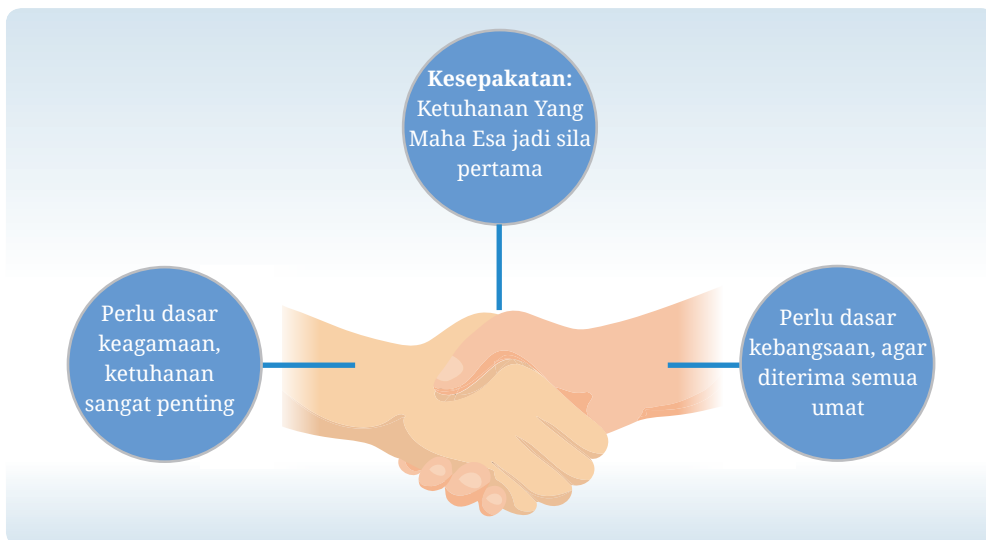 Kesepakatan:
Ketuhanan Yang
Maha Esa jadi sila
pertama
Perlu dasar
keagamaan,
ketuhanan
sangat penting
Perlu dasar
kebangsaan, agar
diterima semua
umat